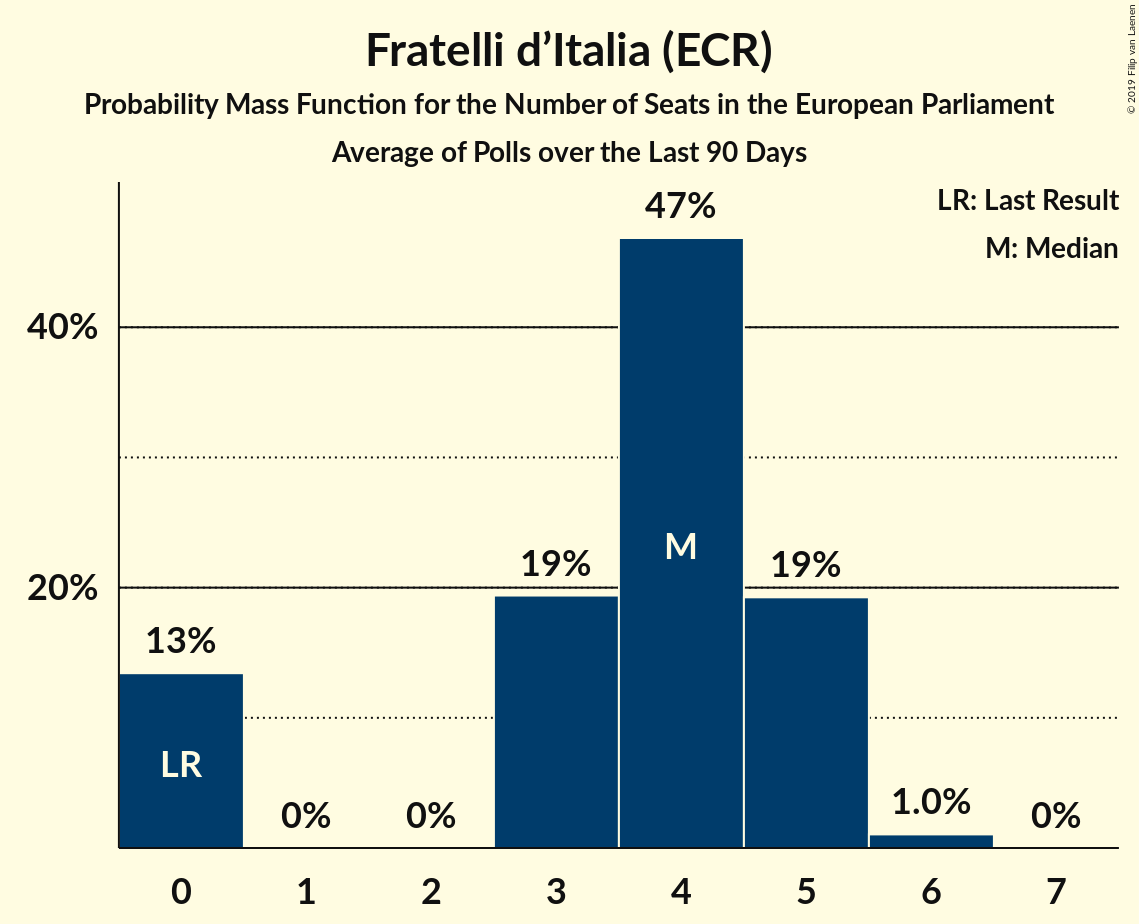 Fratelli d’Italia (ECR)
Probability Mass Function for the Number of Seats in the European Parliament
Average of Polls over the Last 90 Days
© 2019 Filip van Laenen
LR: Last Result
M: Median
47%
40%
M
19%
19%
20%
13%
LR
0%
0%
1.0%
0%
0 1 2 3 4 5 6 7